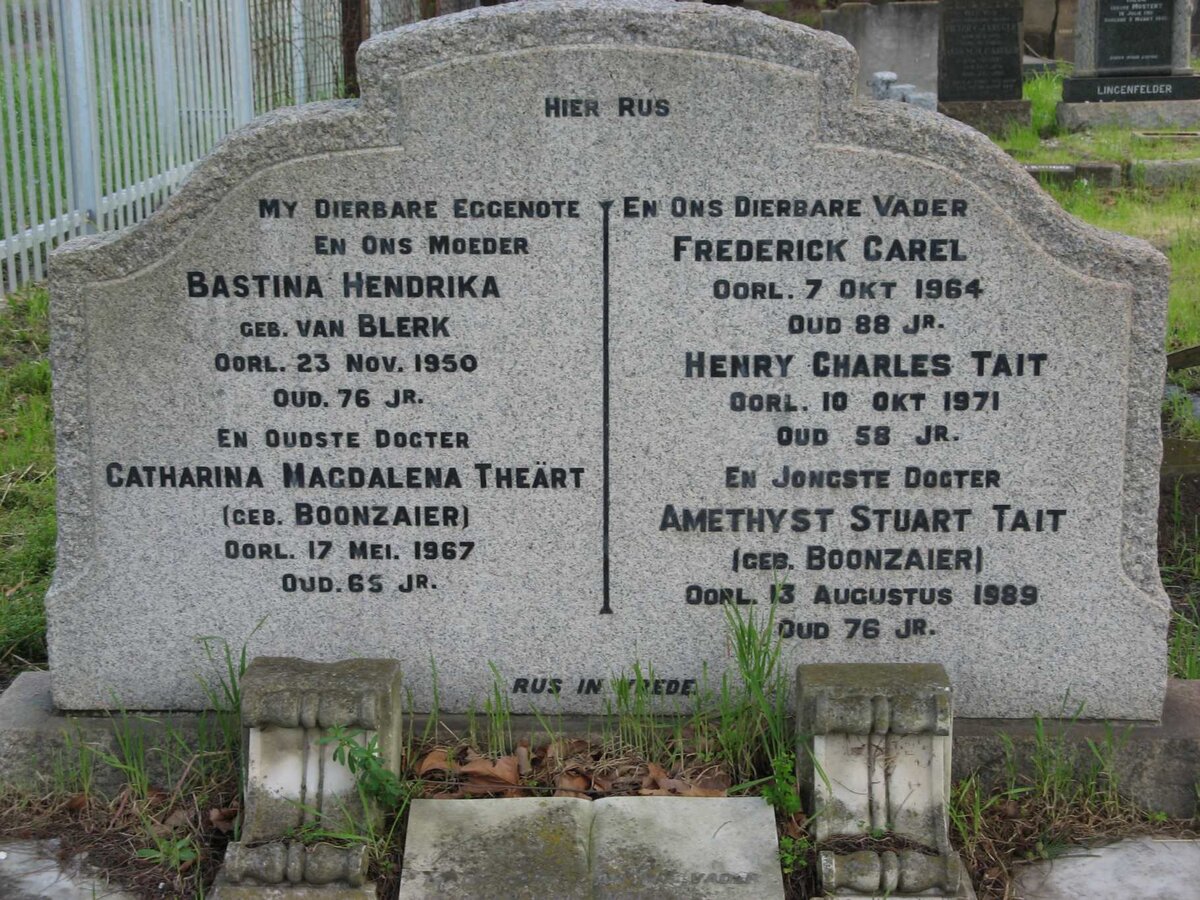 HIER RUS
MY DIERBARE EGGENOTE
EN ONS MOEDER
BASTINA HENDRIKA
GEB. VAN BLERK
OORL. 23 NOV. 1950
OUD. 76 JR.
EN OUDSTE DOGTER
CATHARINA MAGDALENA THEÄRT
(GEB. BOONZAIER)
OORL. 17 MEI. 1967
OUD. 65 JR.
EN ONS DIERBARE VADER
FREDERICK CAREL
OORL. 7 OKT 1964
OUD 88 JR.
HENRY CHARLES TAIT
OORL. 10 OKT 1971
OUD 58 JR.
EN JONGSTE DOGTER
AMETHYST STUART TAIT
(GEB. BOONZAIER)
OORL. 13 AUGUSTUS 1989
OUD 76 JR.
RUS IN VREDE
VADER
MOSTERT
LINGENFELDER